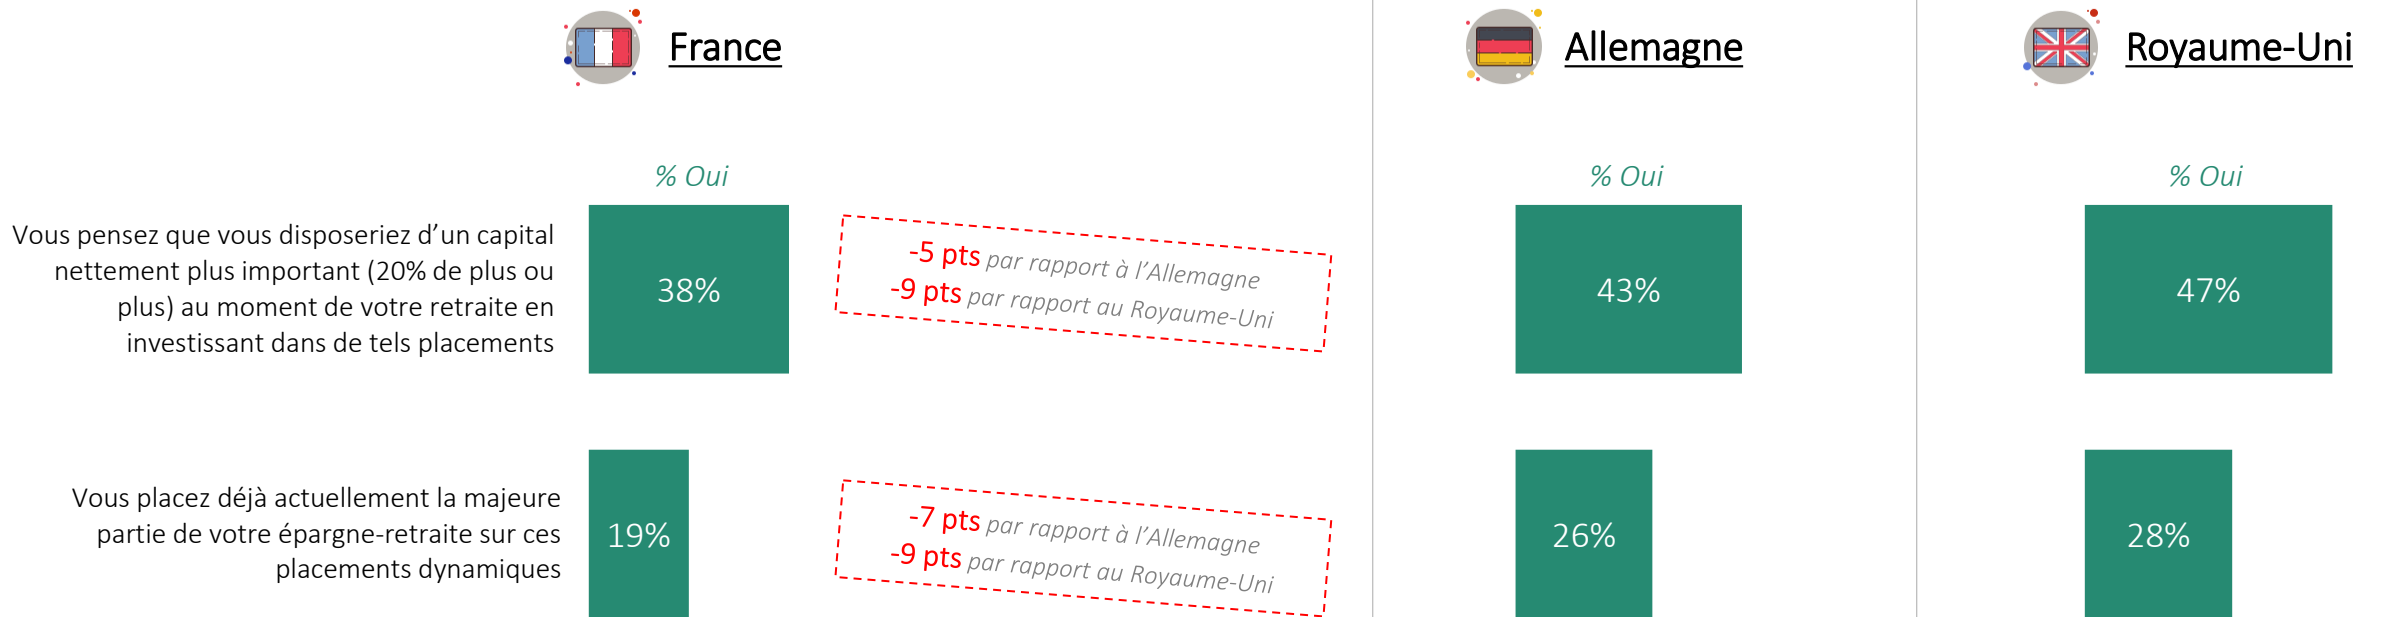 France
Allemagne
Royaume-Uni
% Oui
% Oui
% Oui
Vous pensez que vous disposeriez d’un capital
nettement plus important (20% de plus ou
plus) au moment de votre retraite en
investissant dans de tels placements
38%
-5 pts par rapport à l’Allemagne
-9 pts par rapport au Royaume-Uni
43%
47%
Vous placez déjà actuellement la majeure
partie de votre épargne-retraite sur ces
placements dynamiques
19%
-7 pts par rapport à l’Allemagne
-9 pts par rapport au Royaume-Uni
26%
28%